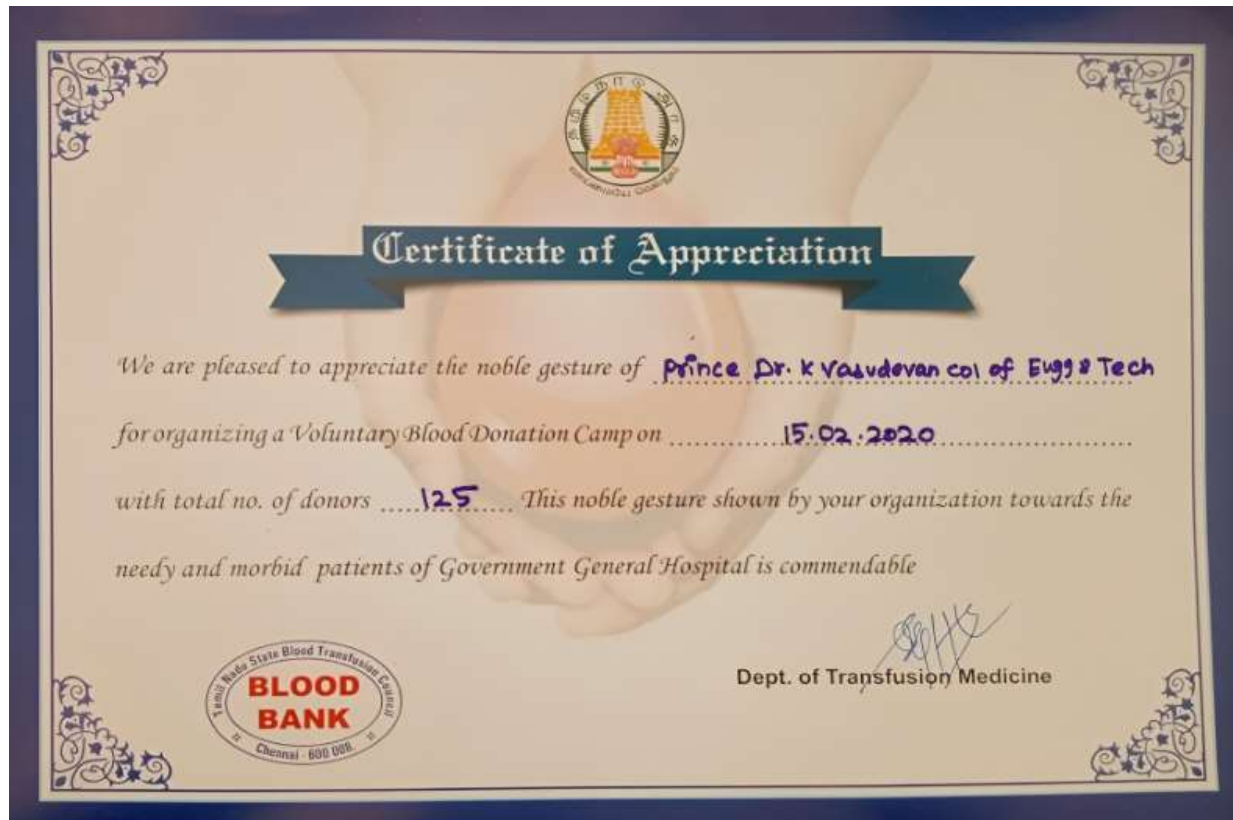 தமிழ்நாடு அரசு
வாய்மையே வெல்லும்
Certificate of Appreciation
We are pleased to appreciate the noble gesture of Prince Dr. K Vasudevan col of Engg & Tech
for organizing a Voluntary Blood Donation Camp on 15.02.2020
with total no. of donors 125 This noble gesture shown by your organization towards the
needy and morbid patients of Government General Hospital is commendable
Tamil Nadu State Blood Transfusion Council
BLOOD
BANK
Chennai - 600 008.
Dept. of Transfusion Medicine